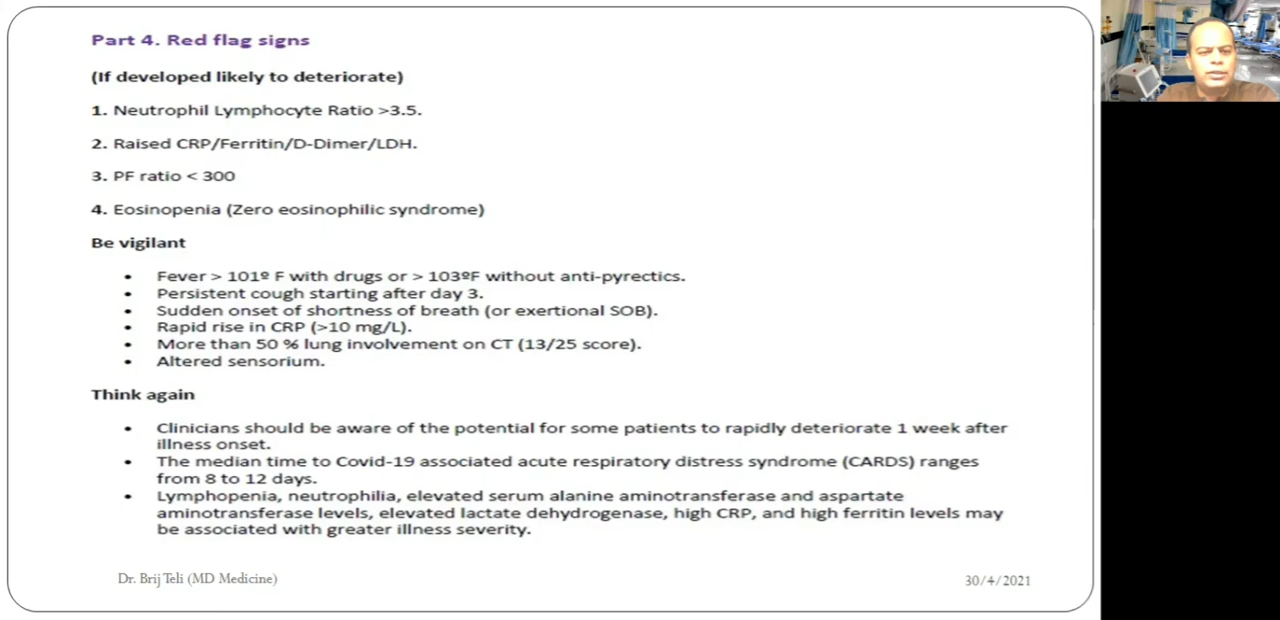 Part 4. Red flag signs
(If developed likely to deteriorate)
1. Neutrophil Lymphocyte Ratio >3.5.
2. Raised CRP/Ferritin/D-Dimer/LDH.
3. PF ratio < 300
4. Eosinopenia (Zero eosinophilic syndrome)
Be vigilant
• Fever > 101º F with drugs or > 103ºF without anti-pyrectics.
• Persistent cough starting after day 3.
• Sudden onset of shortness of breath (or exertional SOB).
• Rapid rise in CRP (>10 mg/L).
• More than 50 % lung involvement on CT (13/25 score).
• Altered sensorium.
Think again
• Clinicians should be aware of the potential for some patients to rapidly deteriorate 1 week after
illness onset.
• The median time to Covid-19 associated acute respiratory distress syndrome (CARDS) ranges
from 8 to 12 days.
• Lymphopenia, neutrophilia, elevated serum alanine aminotransferase and aspartate
aminotransferase levels, elevated lactate dehydrogenase, high CRP, and high ferritin levels may
be associated with greater illness severity.
Dr. Brij Teli (MD Medicine)
30/4/2021